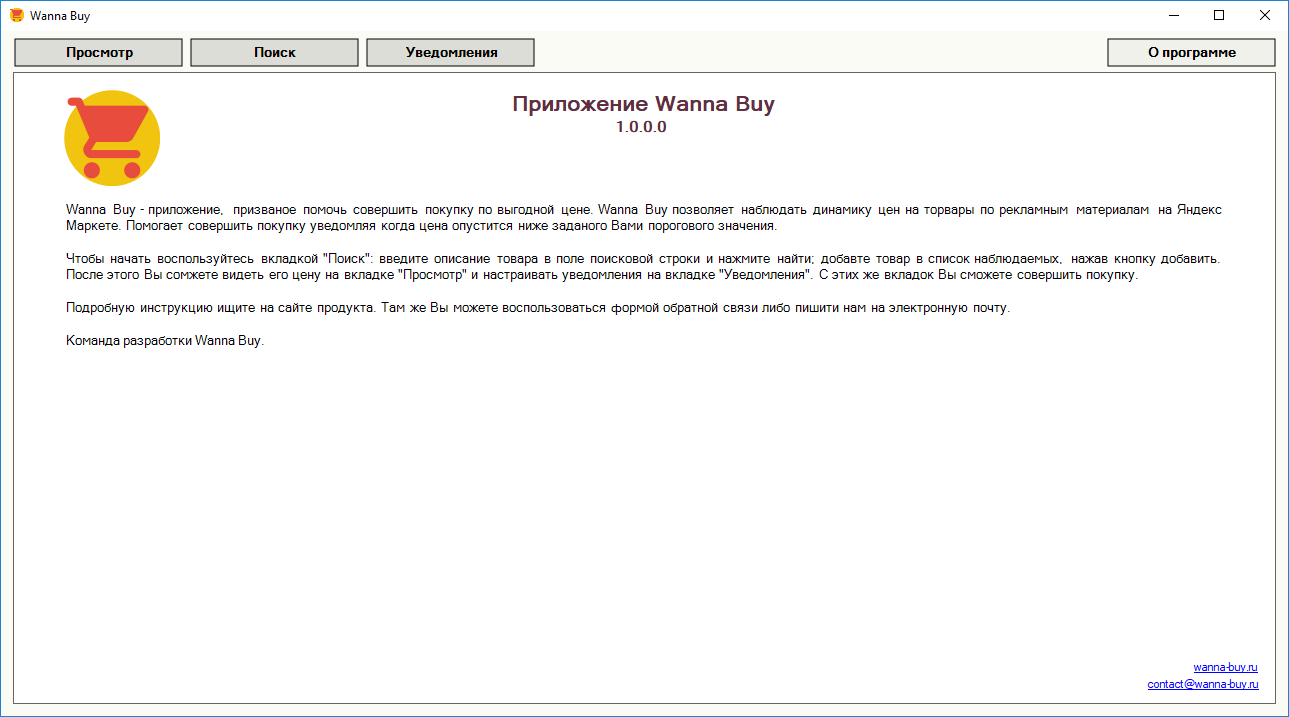 Wanna Buy
Просмотр Поиск Уведомления О программе
Приложение Wanna Buy
1.0.0.0
Wanna Buy - приложение, призваное помочь совершить покупку по выгодной цене. Wanna Buy позволяет наблюдать динамику цен на торвары по рекламным материалам на Яндекс
Маркете. Помогает совершить покупку уведомляя когда цена опустится ниже заданого Вами порогового значения.
Чтобы начать воспользуйтесь вкладкой "Поиск": введите описание товара в поле поисковой строки и нажмите найти; добавте товар в список наблюдаемых, нажав кнопку добавить.
После этого Вы сомжете видеть его цену на вкладке "Просмотр" и настраивать уведомления на вкладке "Уведомления". С этих же вкладок Вы сможете совершить покупку.
Подробную инструкцию ищите на сайте продукта. Там же Вы можете воспользоваться формой обратной связи либо пишити нам на электронную почту.
Команда разработки Wanna Buy.
wanna-buy.ru
contact@wanna-buy.ru